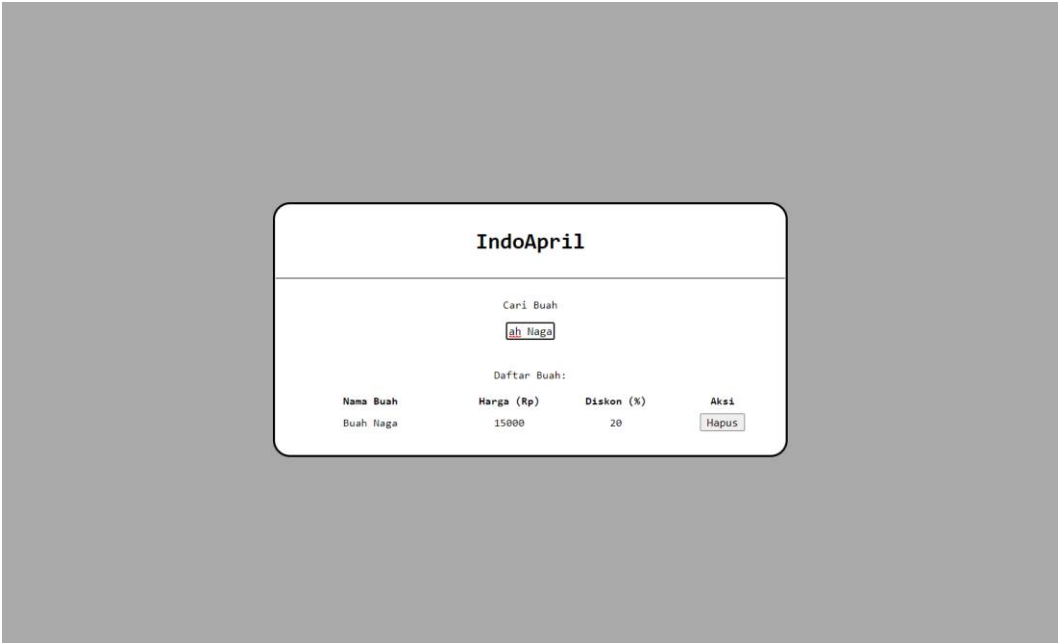 IndoApril
Cari Buah
ah Naga
Daftar Buah:
Nama Buah Harga (Rp) Diskon (%) Aksi
Buah Naga 15000 20 Hapus